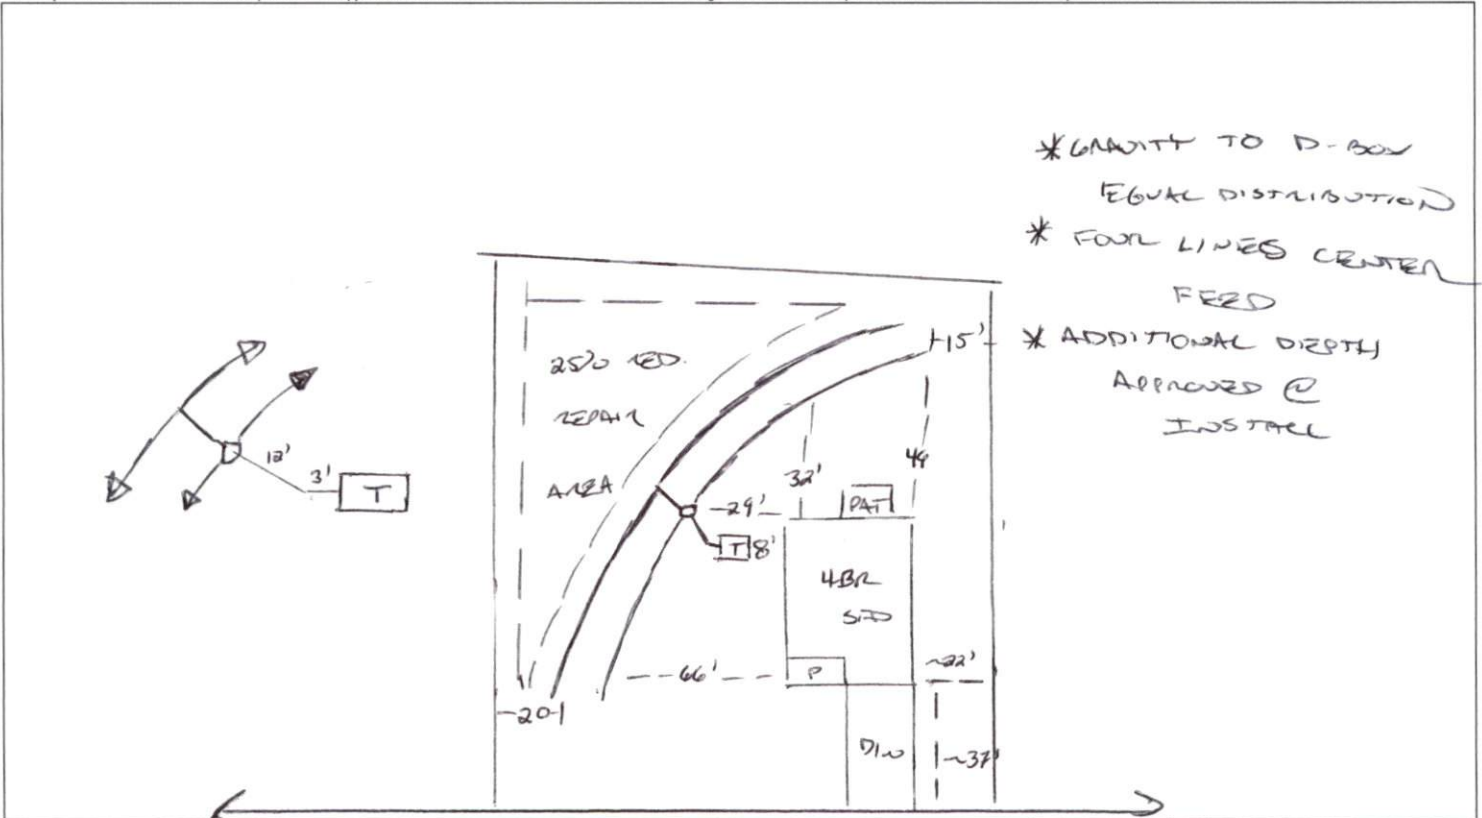 * GRAVITY TO D-BOX
EQUAL DISTRIBUTION
* FOUR LINES CENTER
FEED
* ADDITIONAL DEPTH
APPROVED @
INSTALL
25% RED.
REPAIR
AREA
15'
12'
3'
T
32'
44
29'
PAT
T 8'
4BR
SFD
66'
P
~22'
20
D/W
~37'